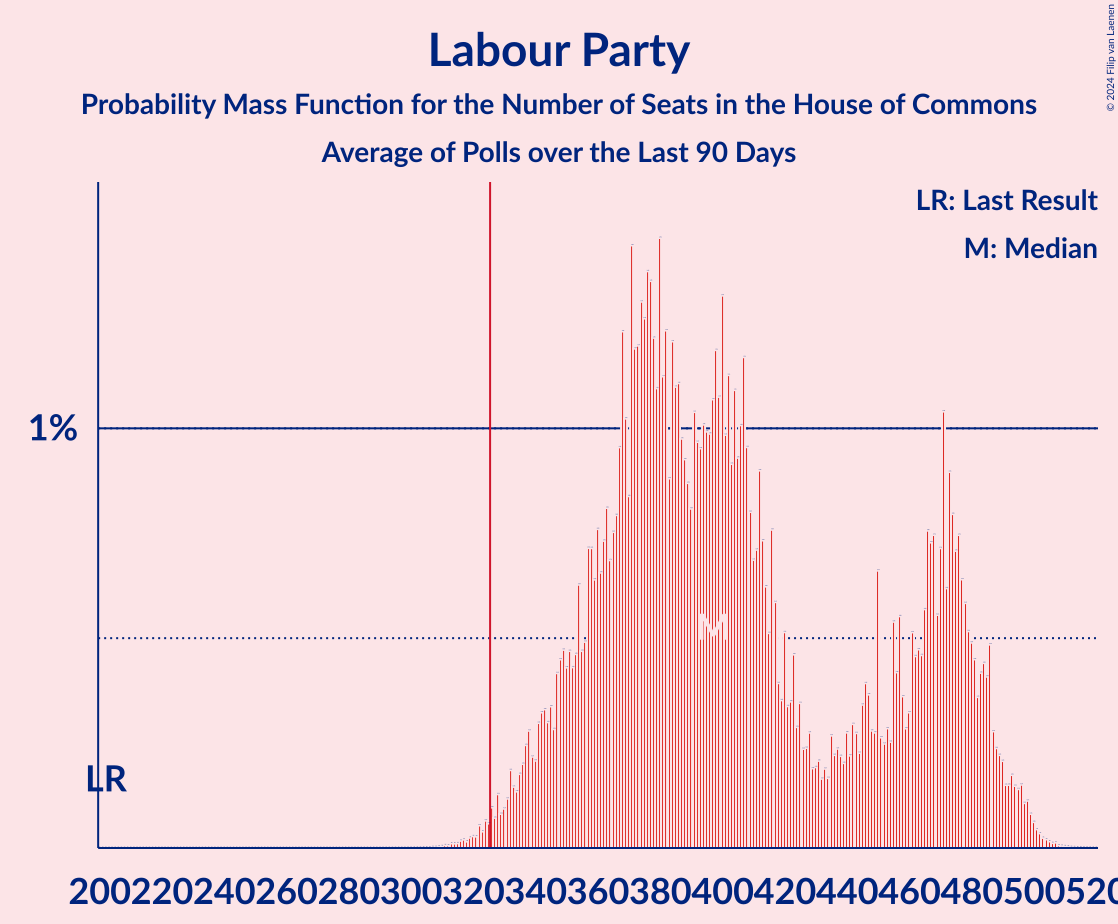 Labour Party
Probability Mass Function for the Number of Seats in the House of Commons
Average of Polls over the Last 90 Days
© 2024 Filip van Laenen
LR: Last Result
M: Median
1%
M
LR
200220240260280300320340360380400420440460480500520